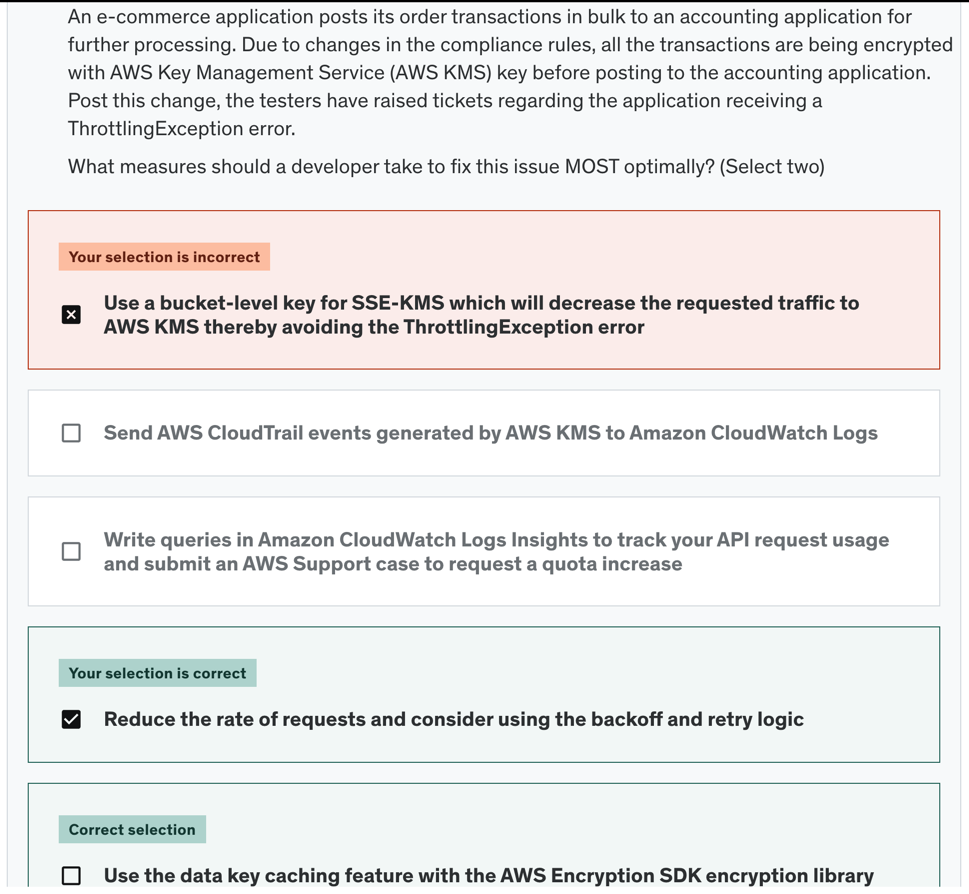 An e-commerce application posts its order transactions in bulk to an accounting application for
further processing. Due to changes in the compliance rules, all the transactions are being encrypted
with AWS Key Management Service (AWS KMS) key before posting to the accounting application.
Post this change, the testers have raised tickets regarding the application receiving a
ThrottlingException error.
What measures should a developer take to fix this issue MOST optimally? (Select two)
Your selection is incorrect
Use a bucket-level key for SSE-KMS which will decrease the requested traffic to
AWS KMS thereby avoiding the ThrottlingException error
Send AWS CloudTrail events generated by AWS KMS to Amazon CloudWatch Logs
Write queries in Amazon CloudWatch Logs Insights to track your API request usage
and submit an AWS Support case to request a quota increase
Your selection is correct
Reduce the rate of requests and consider using the backoff and retry logic
Correct selection
Use the data key caching feature with the AWS Encryption SDK encryption library